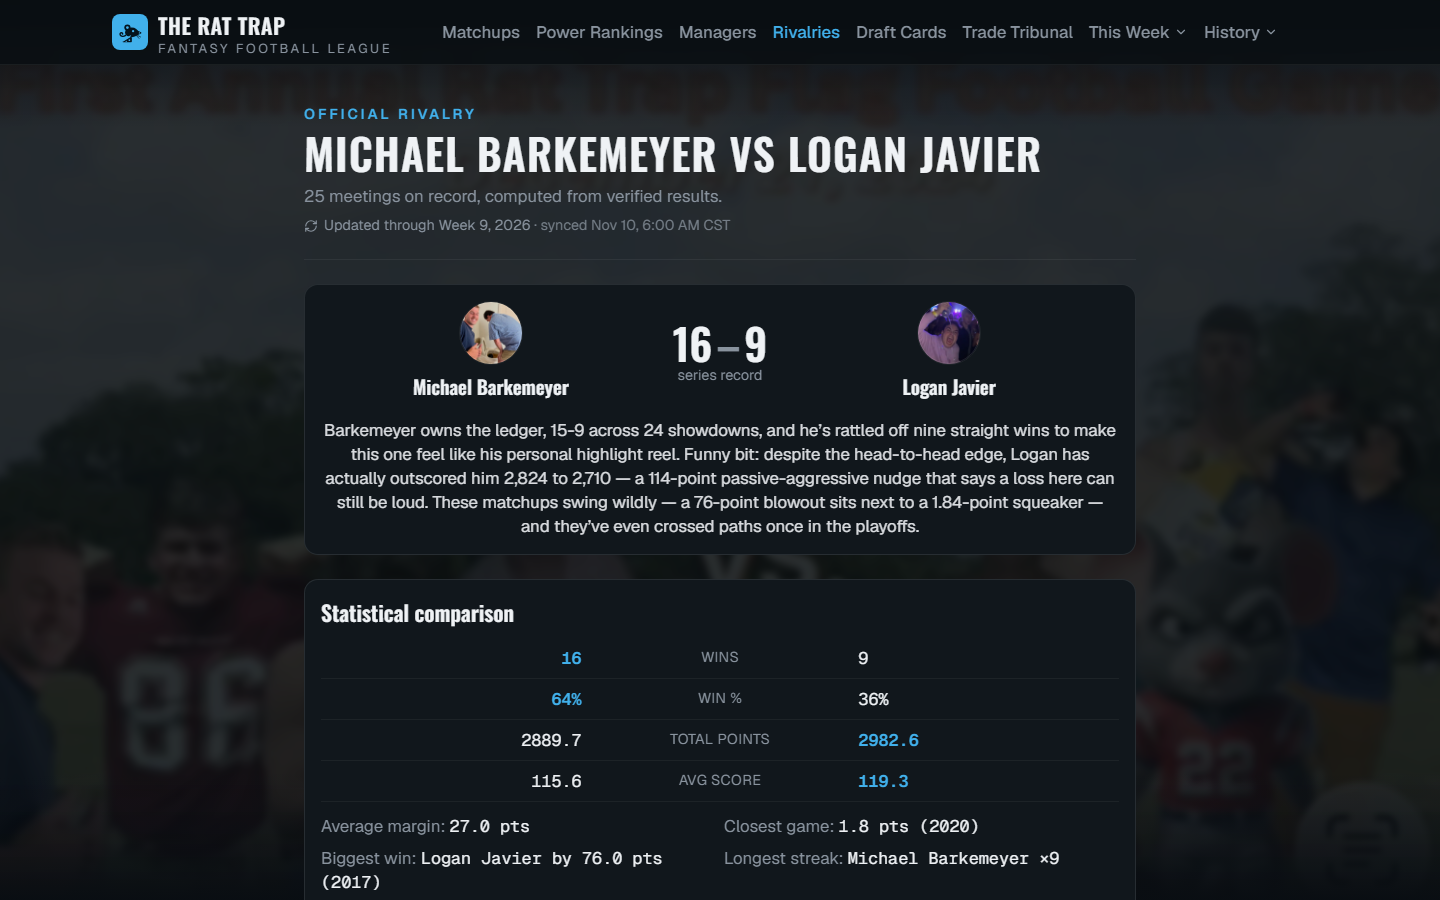 THE RAT TRAP
FANTASY FOOTBALL LEAGUE
Matchups Power Rankings Managers Rivalries Draft Cards Trade Tribunal This Week History
OFFICIAL RIVALRY
MICHAEL BARKEMEYER VS LOGAN JAVIER
25 meetings on record, computed from verified results.
Updated through Week 9, 2026 · synced Nov 10, 6:00 AM CST
16 – 9
series record
Michael Barkemeyer
Logan Javier
Barkemeyer owns the ledger, 15-9 across 24 showdowns, and he’s rattled off nine straight wins to make
this one feel like his personal highlight reel. Funny bit: despite the head-to-head edge, Logan has
actually outscored him 2,824 to 2,710 — a 114-point passive-aggressive nudge that says a loss here can
still be loud. These matchups swing wildly — a 76-point blowout sits next to a 1.84-point squeaker —
and they’ve even crossed paths once in the playoffs.
VS.
Statistical comparison
16 WINS 9
64% WIN % 36%
2889.7 TOTAL POINTS 2982.6
115.6 AVG SCORE 119.3
Average margin: 27.0 pts
Closest game: 1.8 pts (2020)
Biggest win: Logan Javier by 76.0 pts
(2017)
Longest streak: Michael Barkemeyer ×9
86
22